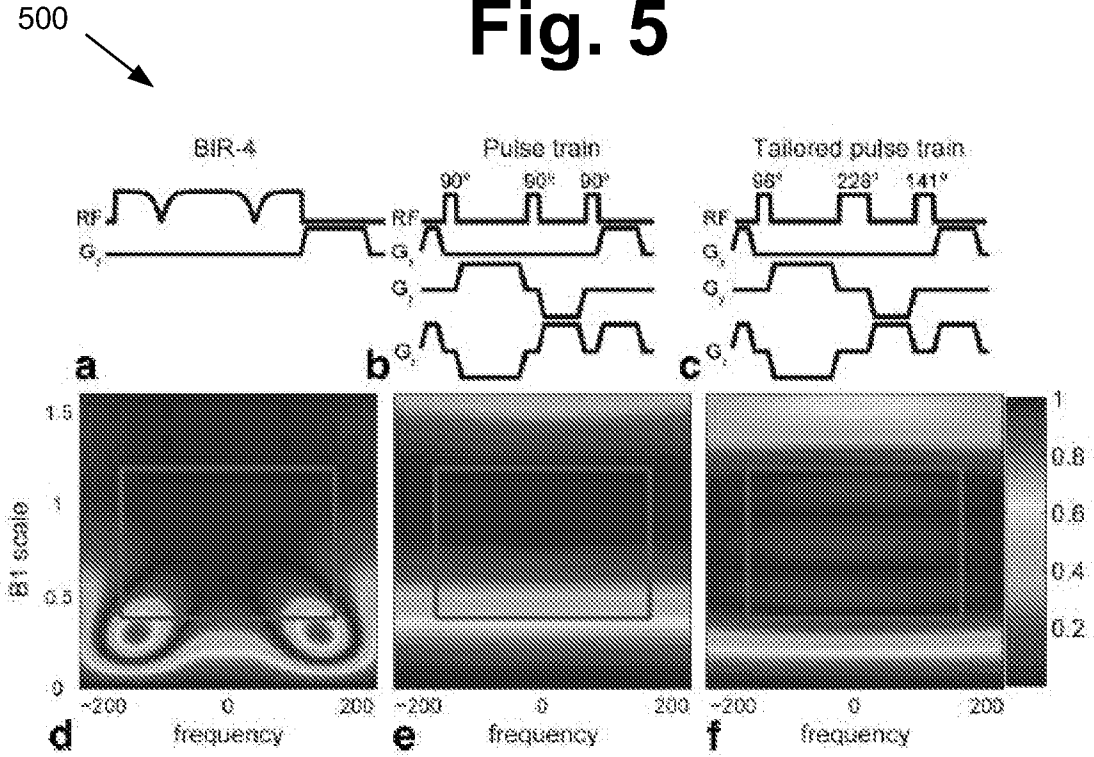 500
Fig. 5
BIR-4
Pulse train
Tailored pulse train
90° 90° 90°
228° 141°
RF
RF
RF
a
b
c
1.5
1
0.5
0
B1 scale
1
0.8
0.6
0.4
0.2
−200 0 200
−200 0 200
−200 0 200
d frequency
e frequency
f frequency